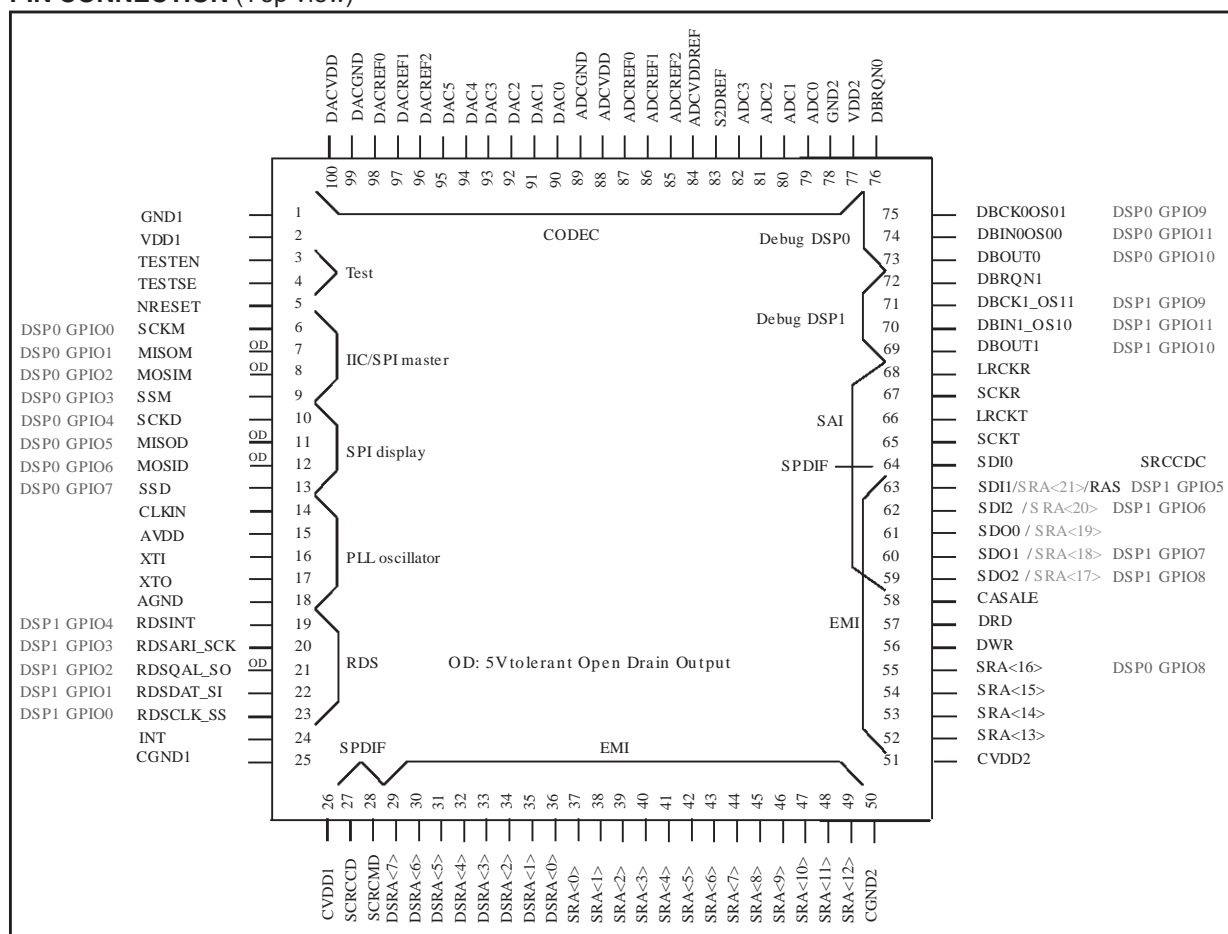 PIN CONNECTION (Top view)
DACVDD
DACGND
DACREF0
DACREF1
DACREF2
DAC5
DAC4
DAC3
DAC2
DAC1
DAC0
ADCGND
ADCVDD
ADCREF0
ADCREF1
ADCREF2
ADCVDDREF
S2DREF
ADC3
ADC2
ADC1
ADC0
GND2
VDD2
DBRQN0
100 99 98 97 96 95 94 93 92 91 90 89 88 87 86 85 84 83 82 81 80 79 78 77 76
GND1 1
VDD1 2
TESTEN 3
TESTSE 4
NRESET 5
DSP0 GPIO0 SCKM 6
DSP0 GPIO1 MISOM OD 7
DSP0 GPIO2 MOSIM OD 8
DSP0 GPIO3 SSM 9
DSP0 GPIO4 SCKD 10
DSP0 GPIO5 MISOD OD 11
DSP0 GPIO6 MOSID OD 12
DSP0 GPIO7 SSD 13
CLKIN 14
AVDD 15
XTI 16
XTO 17
AGND 18
DSP1 GPIO4 RDSINT 19
DSP1 GPIO3 RDSARI_SCK 20
DSP1 GPIO2 RDSQAL_SO OD 21
DSP1 GPIO1 RDSDAT_SI 22
DSP1 GPIO0 RDSCLK_SS 23
INT 24
CGND1 25
CODEC
Test
IIC/SPI master
SPI display
PLL oscillator
RDS
OD: 5Vtolerant Open Drain Output
SPDIF
EMI
Debug DSP0
Debug DSP1
SAI
SPDIF
EMI
75 DBCK0OS01 DSP0 GPIO9
74 DBIN0OS00 DSP0 GPIO11
73 DBOUT0 DSP0 GPIO10
72 DBRQN1
71 DBCK1_OS11 DSP1 GPIO9
70 DBIN1_OS10 DSP1 GPIO11
69 DBOUT1 DSP1 GPIO10
68 LRCKR
67 SCKR
66 LRCKT
65 SCKT
64 SDI0 SRCCDC
63 SDI1/SRA<21>/RAS DSP1 GPIO5
62 SDI2 / SRA<20> DSP1 GPIO6
61 SDO0 / SRA<19>
60 SDO1 / SRA<18> DSP1 GPIO7
59 SDO2 / SRA<17> DSP1 GPIO8
58 CASALE
57 DRD
56 DWR
55 SRA<16> DSP0 GPIO8
54 SRA<15>
53 SRA<14>
52 SRA<13>
51 CVDD2
26 27 28 29 30 31 32 33 34 35 36 37 38 39 40 41 42 43 44 45 46 47 48 49 50
CVDD1
SCRCCD
SCRCMD
DSRA<7>
DSRA<6>
DSRA<5>
DSRA<4>
DSRA<3>
DSRA<2>
DSRA<1>
DSRA<0>
SRA<0>
SRA<1>
SRA<2>
SRA<3>
SRA<4>
SRA<5>
SRA<6>
SRA<7>
SRA<8>
SRA<9>
SRA<10>
SRA<11>
SRA<12>
CGND2